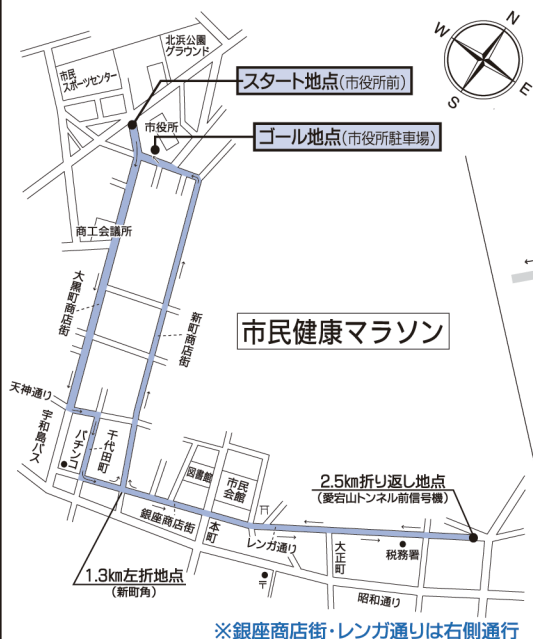 北浜公園
グラウンド
N
W
E
S
市民
スポーツセンター
スタート地点(市役所前)
市役所
ゴール地点(市役所駐車場)
商工会議所
大黒町商店街
新町商店街
市民健康マラソン
天神通り
宇和島バス
パチンコ
千代田町
図書館
市民
会館
2.5km折り返し地点
(愛宕山トンネル前信号機)
銀座商店街
本町
レンガ通り
大正町
税務署
1.3km左折地点
(新町角)
〒
昭和通り
※銀座商店街・レンガ通りは右側通行